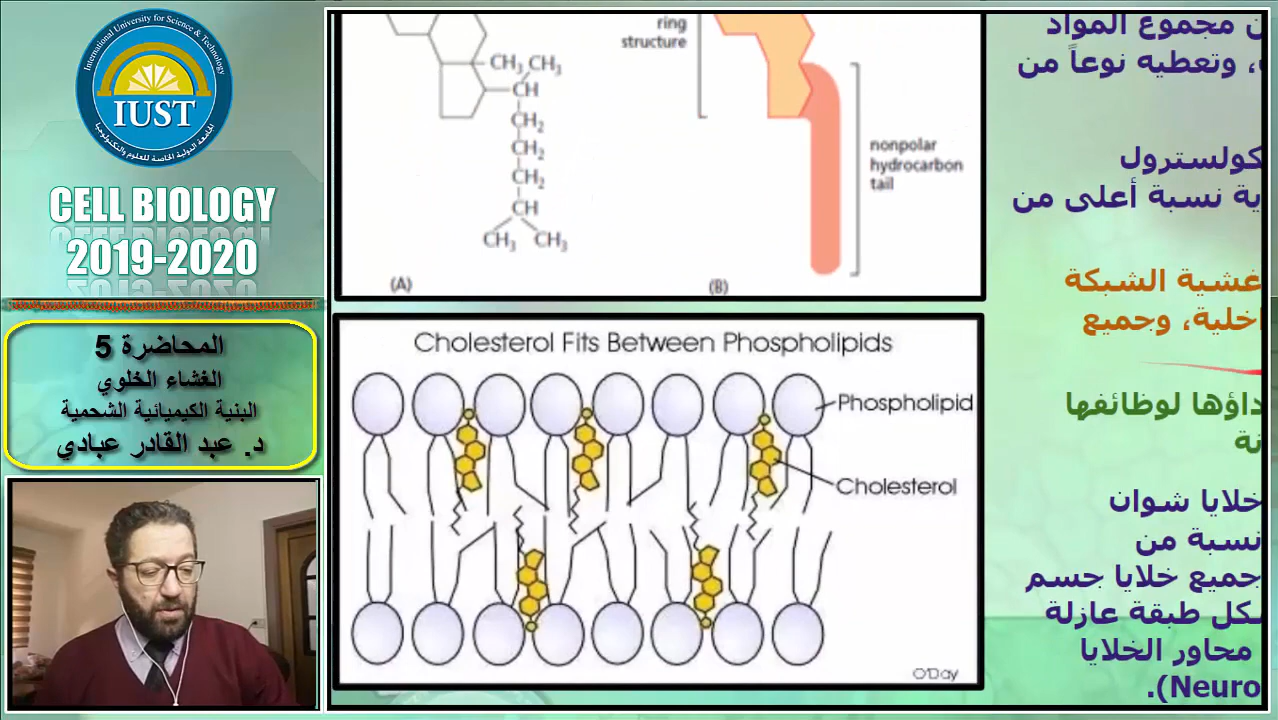 International University for Science & Technology
IUST
الجامعة الدولية الخاصة للعلوم والتكنولوجيا
CELL BIOLOGY
2019-2020
المحاضرة 5
الغشاء الخلوي
البنية الكيميائية الشحمية
د. عبد القادر عبادي
ring
structure
CH₃ CH₃
CH
CH₂
CH₂
CH₂
CH
CH₃ CH₃
nonpolar
hydrocarbon
tail
(A)
(B)
Cholesterol Fits Between Phospholipids
Phospholipid
Cholesterol
O'Day
ن مجموع المواد
، وتعطيه نوعاً من
كولسترول
ية نسبة أعلى من
غشية الشبكة
اخلية، وجميع
داؤها لوظائفها
نة
خلايا شوان
نسبة من
جميع خلايا جسم
كل طبقة عازلة
محاور الخلايا
Neuro).